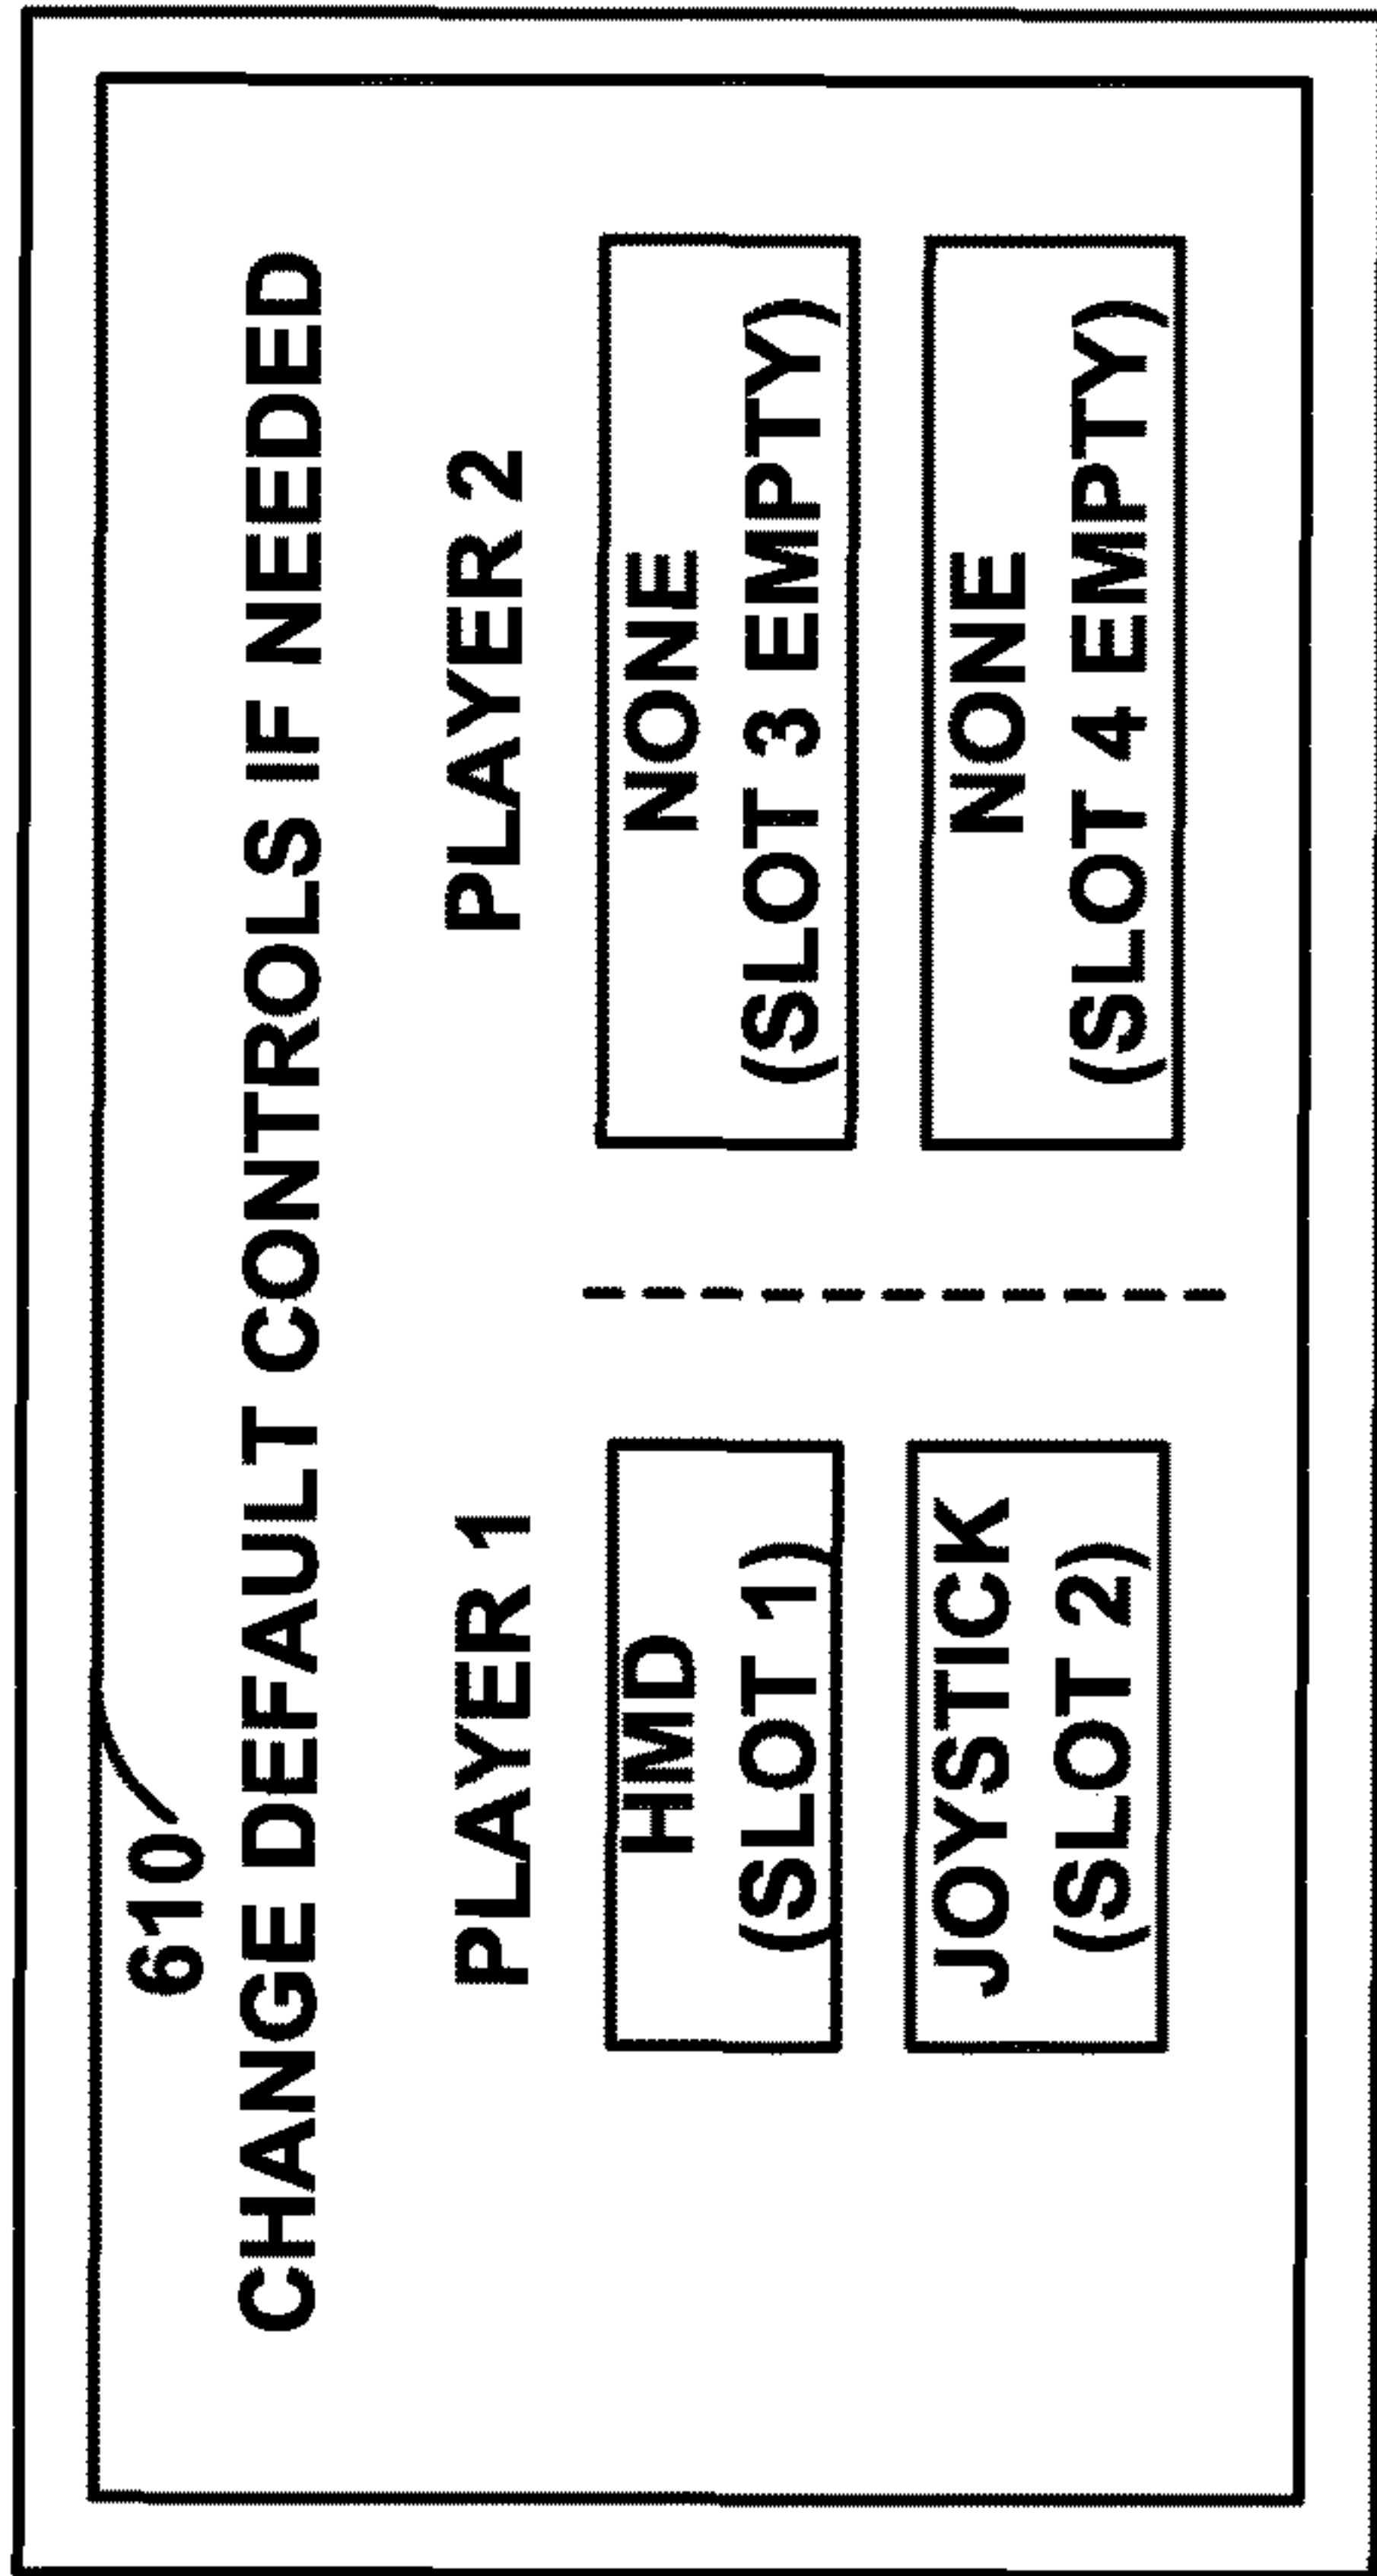 610
CHANGE DEFAULT CONTROLS IF NEEDED
PLAYER 1
HMD
(SLOT 1)
JOYSTICK
(SLOT 2)
PLAYER 2
NONE
(SLOT 3 EMPTY)
NONE
(SLOT 4 EMPTY)